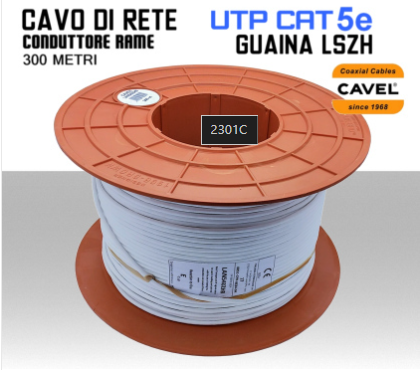 CAVO DI RETE
CONDUTTORE RAME
300 METRI
UTP CAT 5e
GUAINA LSZH
Coaxial Cables
CAVEL®
since 1968
2301C